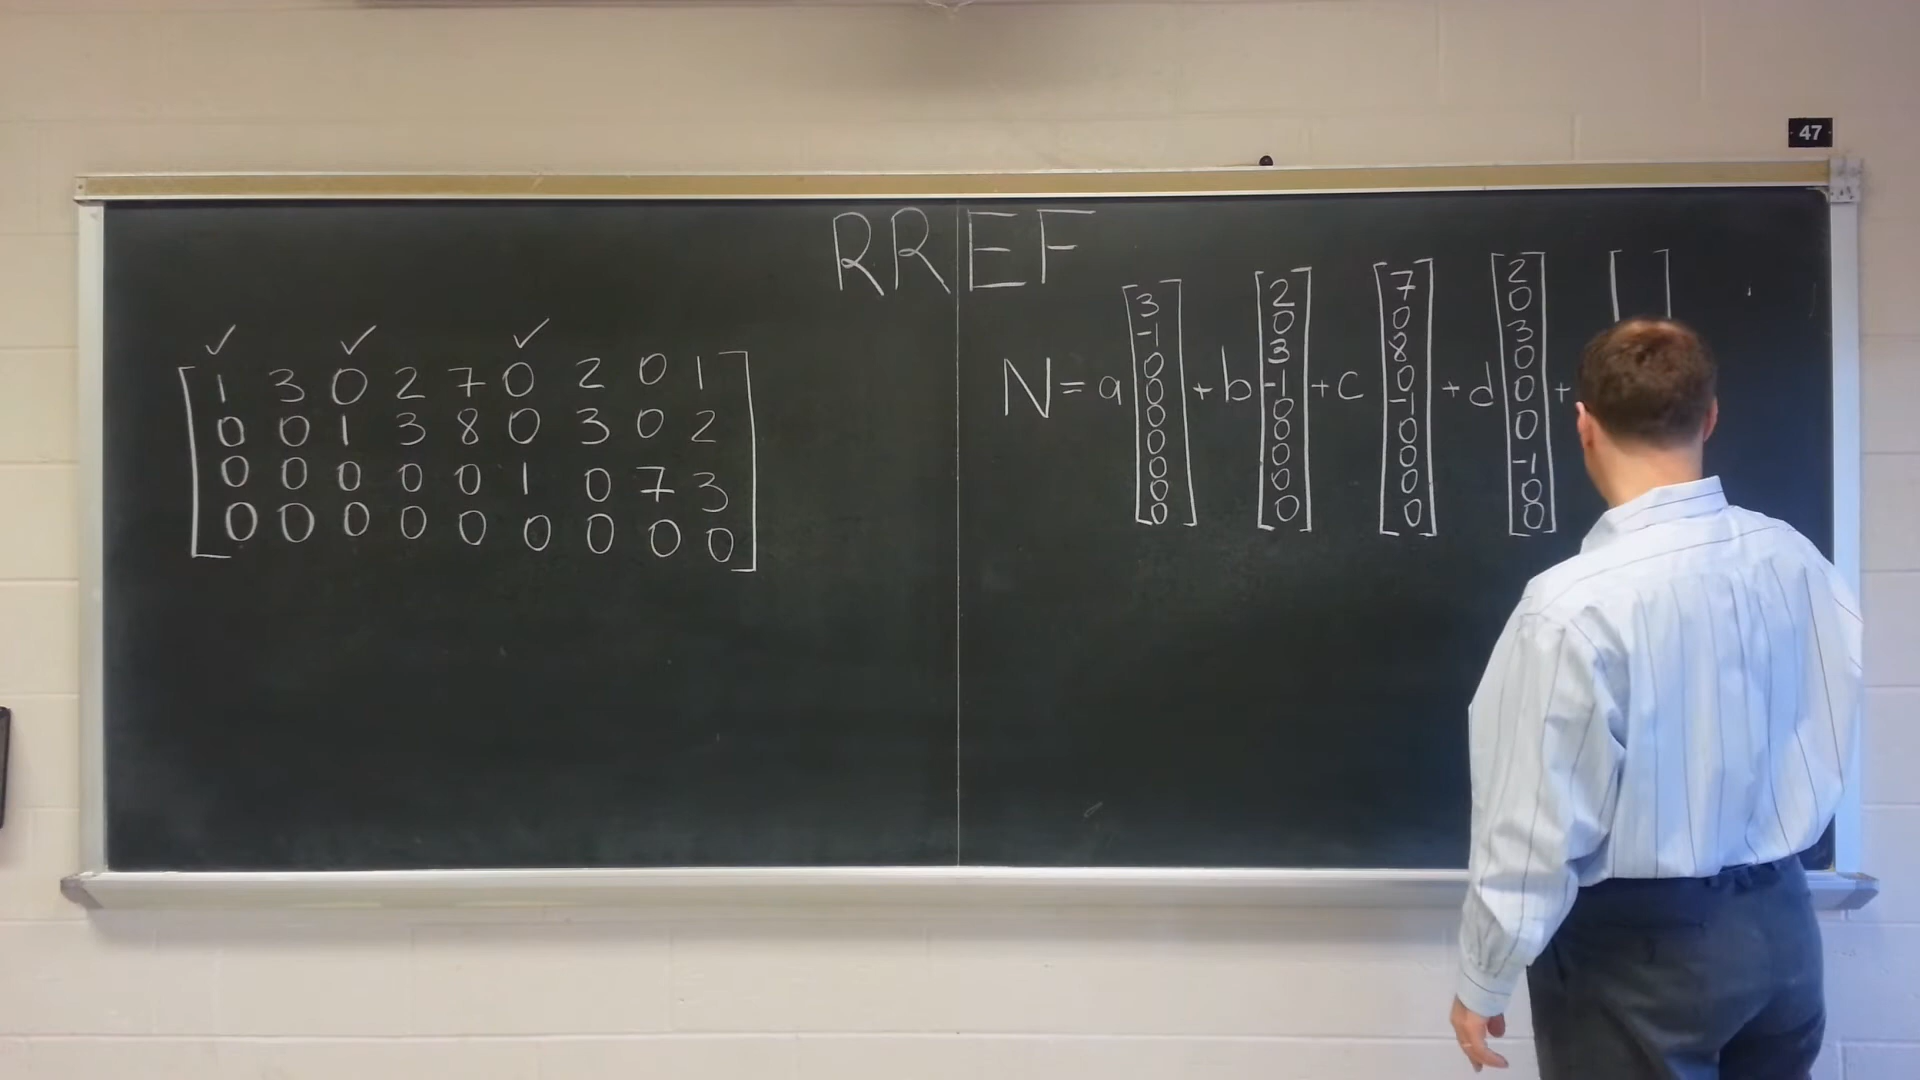 47
RREF
✓ ✓ ✓
1 3 0 2 7 0 2 0 1
0 0 1 3 8 0 3 0 2
0 0 0 0 0 1 0 7 3
0 0 0 0 0 0 0 0 0
N = a [3 -1 0 0 0 0 0 0 0] + b [2 0 3 -1 0 0 0 0 0] + c [7 0 8 0 -1 0 0 0 0] + d [2 0 3 0 0 0 -1 0 0] + [ ]